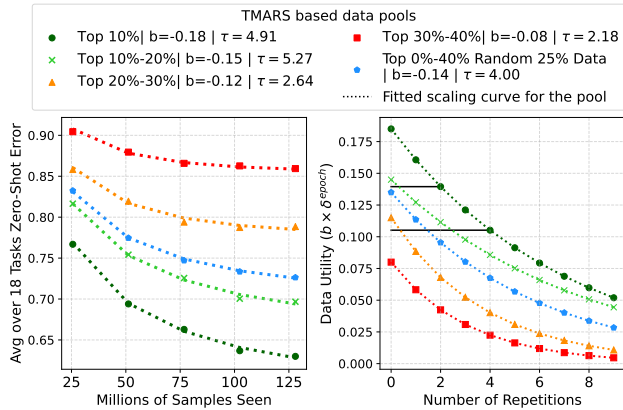 TMARS based data pools
Top 10%| b=-0.18 | τ=4.91
Top 10%-20%| b=-0.15 | τ=5.27
Top 20%-30%| b=-0.12 | τ=2.64
Top 30%-40%| b=-0.08 | τ=2.18
Top 0%-40% Random 25% Data
| b=-0.14 | τ=4.00
Fitted scaling curve for the pool
Avg over 18 Tasks Zero-Shot Error
0.90
0.85
0.80
0.75
0.70
0.65
25 50 75 100 125
Millions of Samples Seen
Data Utility (b × δ^epoch)
0.175
0.150
0.125
0.100
0.075
0.050
0.025
0.000
0 2 4 6 8
Number of Repetitions